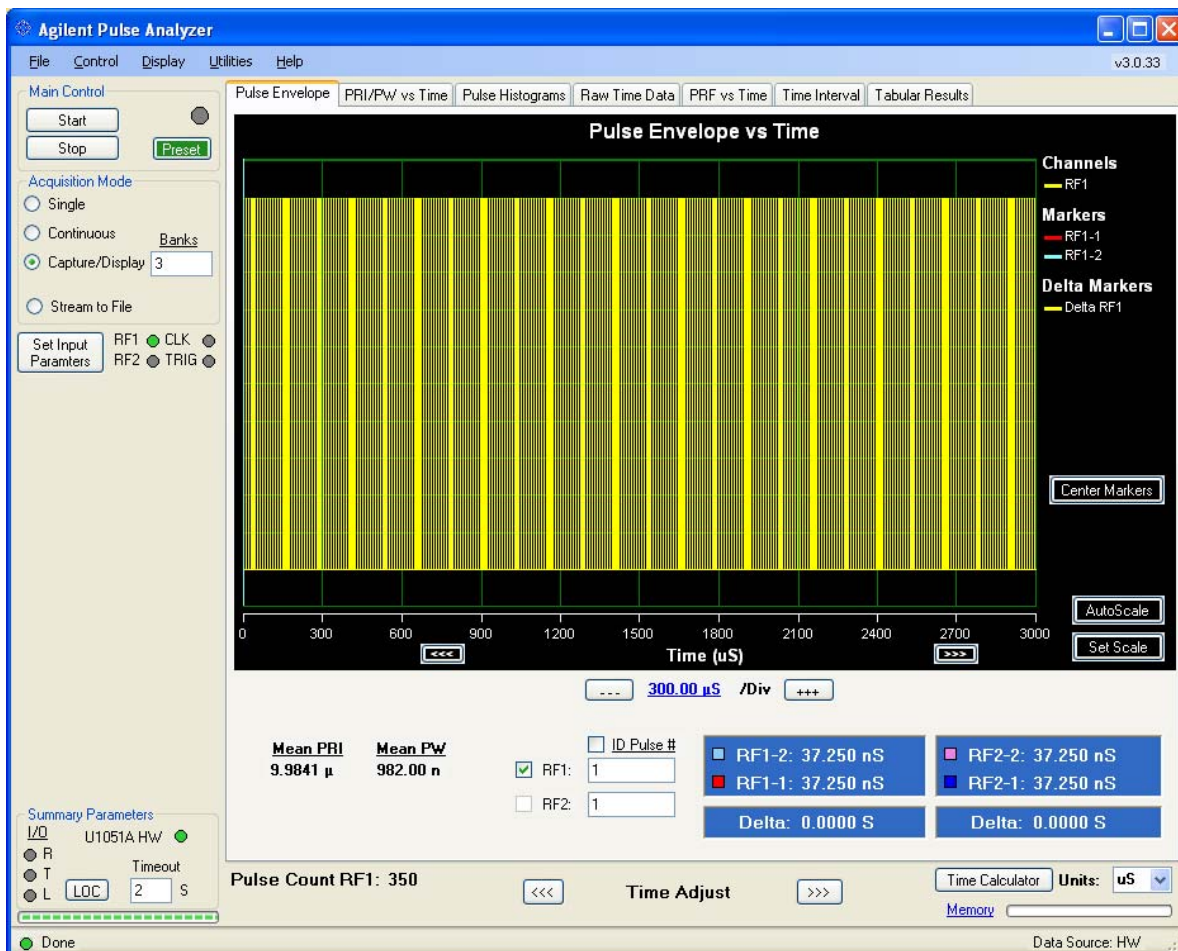 Agilent Pulse Analyzer
File Control Display Utilities Help v3.0.33
Main Control
Start
Stop
Preset
Acquisition Mode
Single
Continuous
Banks
Capture/Display 3
Stream to File
Set Input Paramters
RF1 CLK
RF2 TRIG
Pulse Envelope PRI/PW vs Time Pulse Histograms Raw Time Data PRF vs Time Time Interval Tabular Results
Pulse Envelope vs Time
Channels
RF1
Markers
RF1-1
RF1-2
Delta Markers
Delta RF1
Center Markers
AutoScale
Set Scale
0 300 600 900 1200 1500 1800 2100 2400 2700 3000
<<< Time (uS) >>>
--- 300.00 µS /Div +++
Mean PRI Mean PW
9.9841 µ 982.00 n
ID Pulse #
RF1: 1
RF2: 1
RF1-2: 37.250 nS
RF1-1: 37.250 nS
Delta: 0.0000 S
RF2-2: 37.250 nS
RF2-1: 37.250 nS
Delta: 0.0000 S
Summary Parameters
I/O U1051A HW
R
T
L
LOC
Timeout
2 S
Pulse Count RF1: 350
<<< Time Adjust >>>
Time Calculator Units: uS
Memory
Done
Data Source: HW